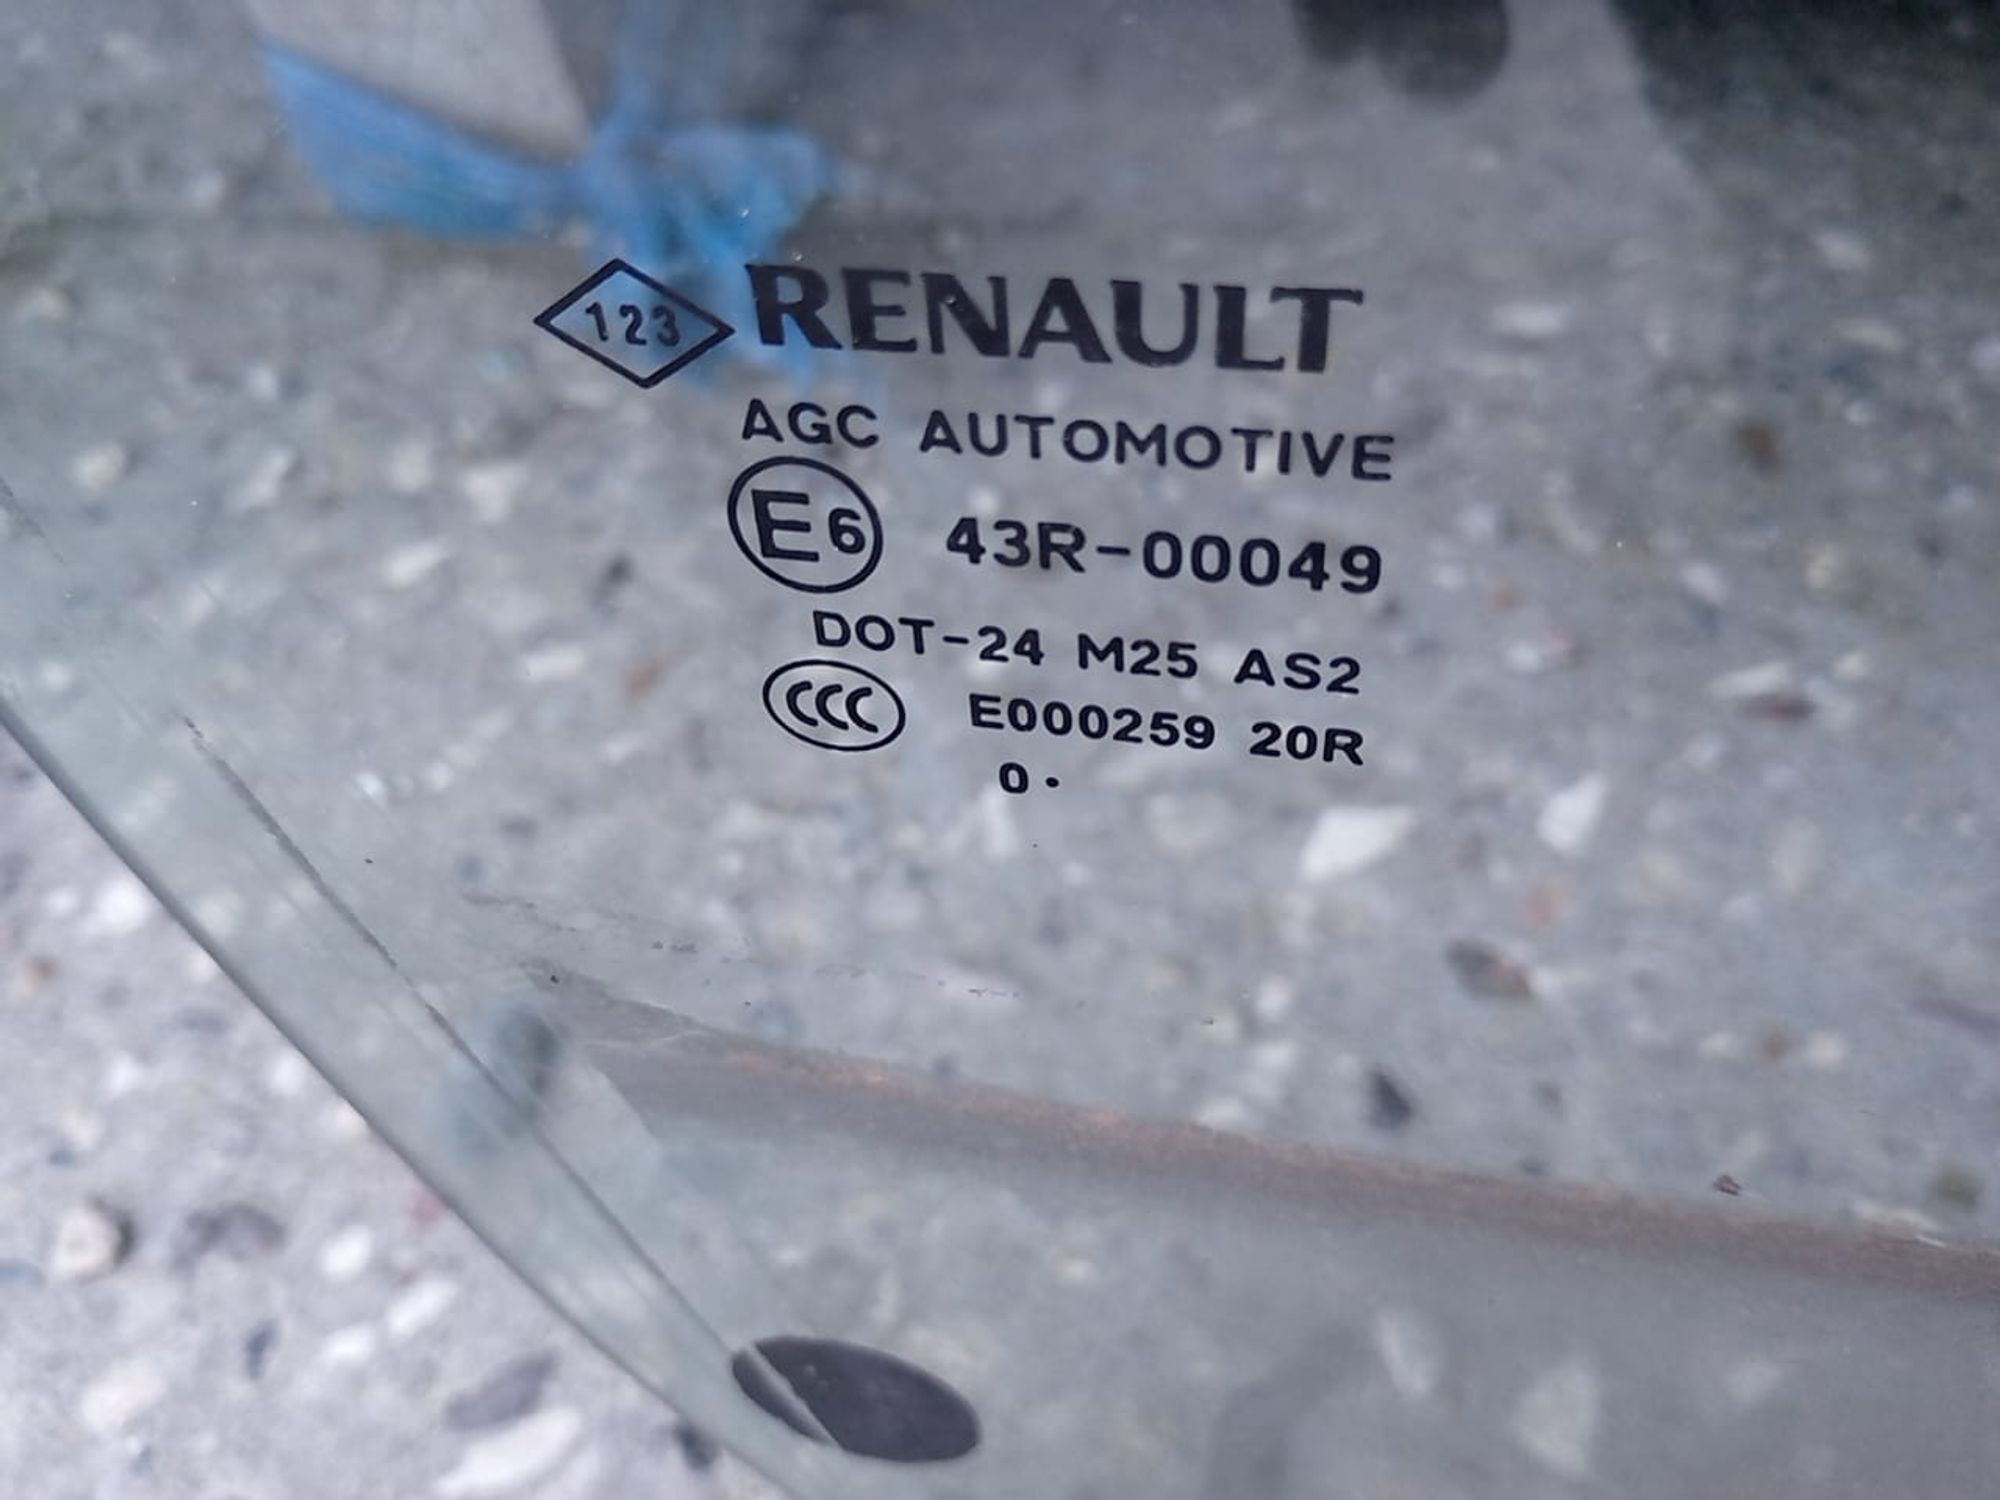 123 RENAULT
AGC AUTOMOTIVE
E6 43R-00049
DOT-24 M25 AS2
CCC E000259 20R
0 ·